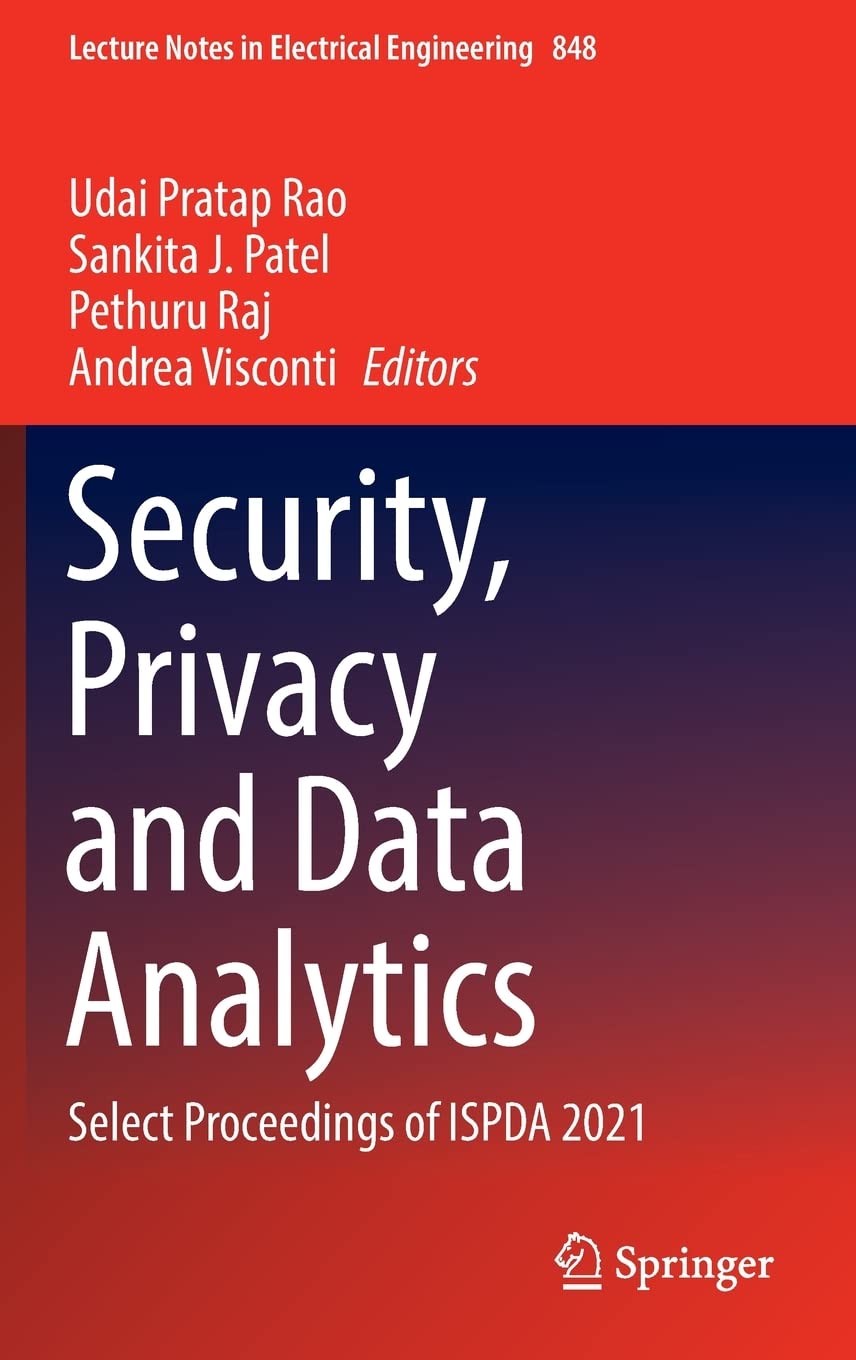 Lecture Notes in Electrical Engineering 848
Udai Pratap Rao
Sankita J. Patel
Pethuru Raj
Andrea Visconti Editors
Security,
Privacy
and Data
Analytics
Select Proceedings of ISPDA 2021
Springer